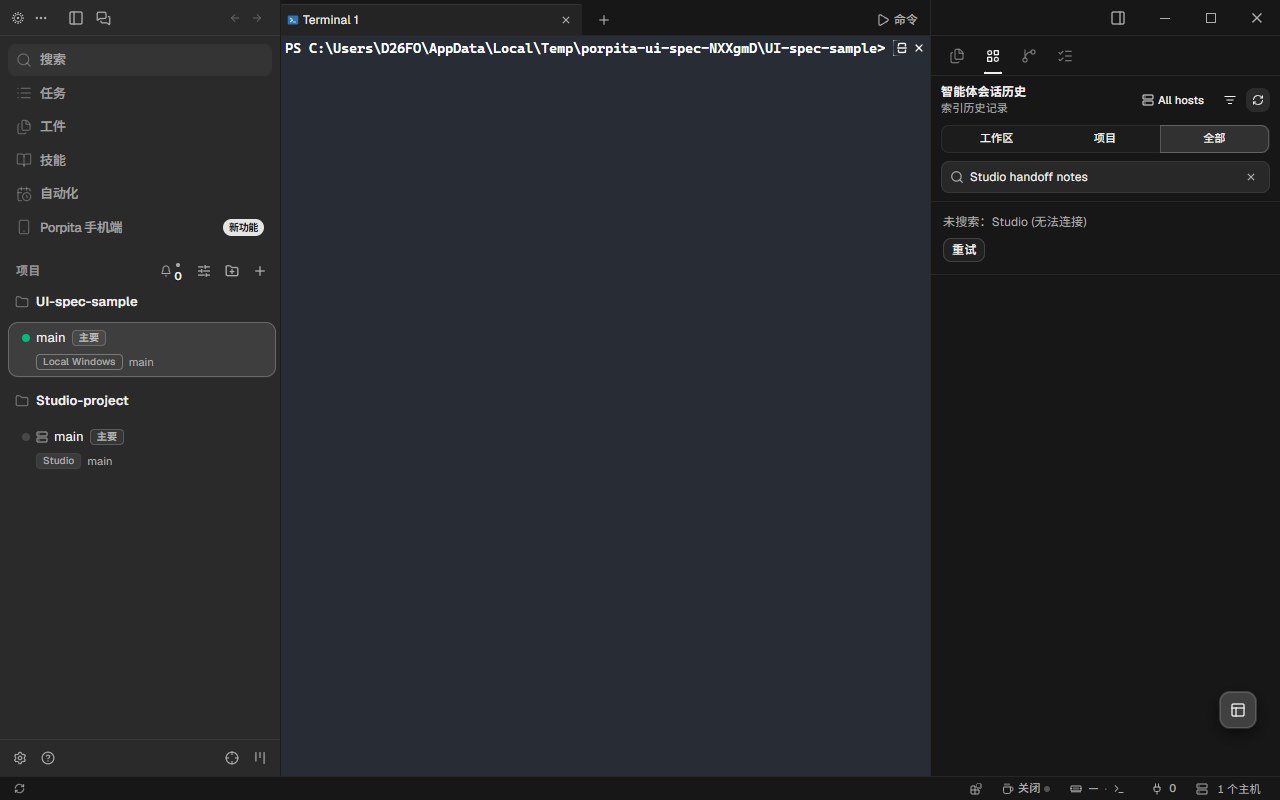 搜索
任务
工件
技能
自动化
Porpita 手机端 新功能
项目 0
UI-spec-sample
main 主要
Local Windows main
Studio-project
main 主要
Studio main
Terminal 1
命令
PS C:\Users\D26FO\AppData\Local\Temp\porpita-ui-spec-NXXgmD\UI-spec-sample>
智能体会话历史
索引历史记录
All hosts
工作区 项目 全部
Studio handoff notes
未搜索： Studio (无法连接)
重试
关闭 0 1 个主机